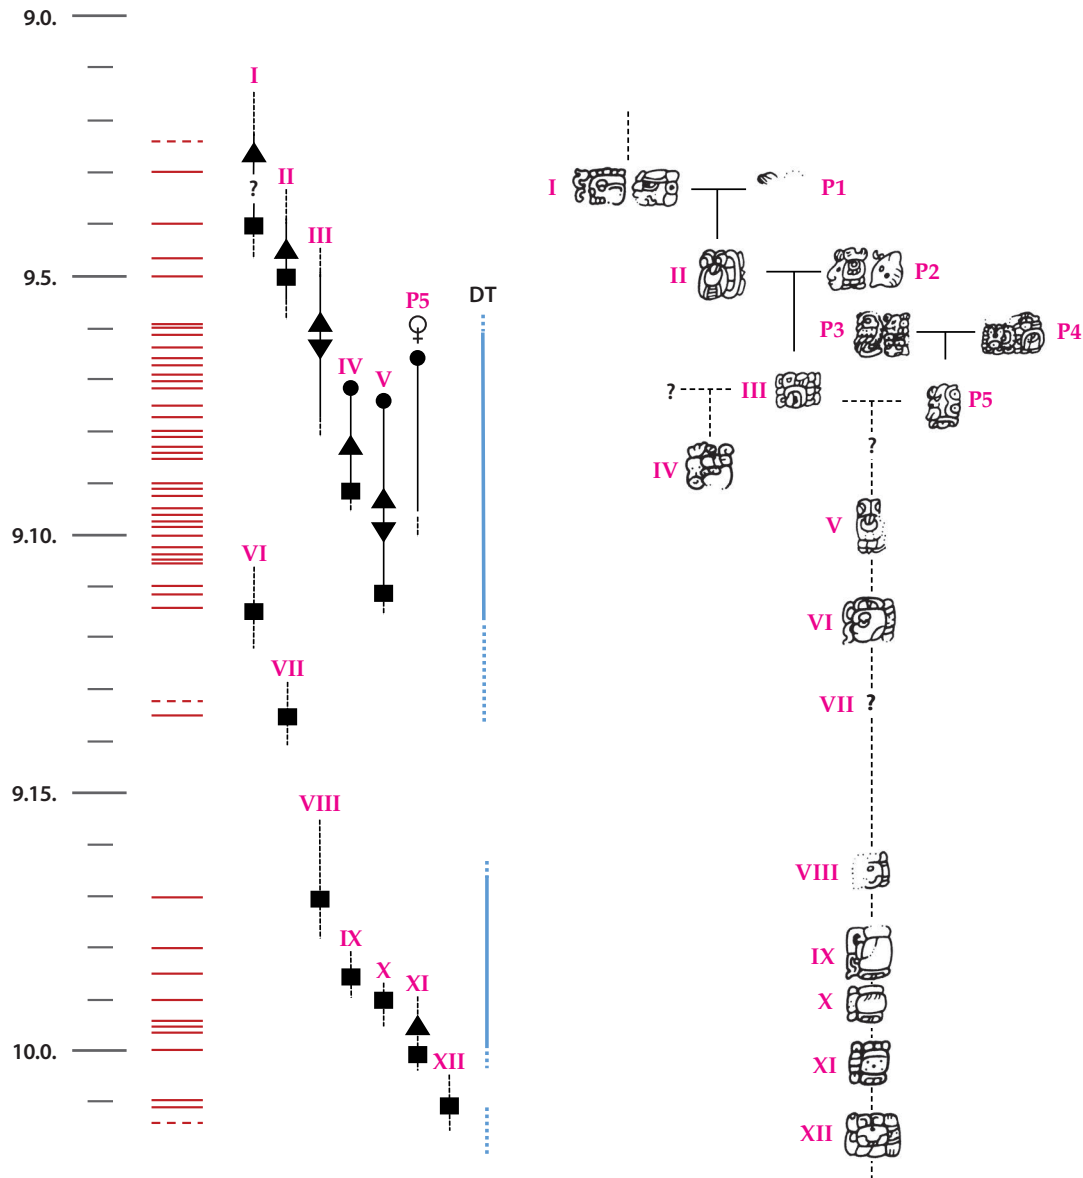 9.0.
I
?
II
III
9.5.
P5
DT
IV
V
9.10.
VI
VII
9.15.
VIII
IX
X
XI
10.0.
XII
I
P1
II
P2
P3
P4
?
III
P5
?
IV
V
VI
VII ?
VIII
IX
X
XI
XII